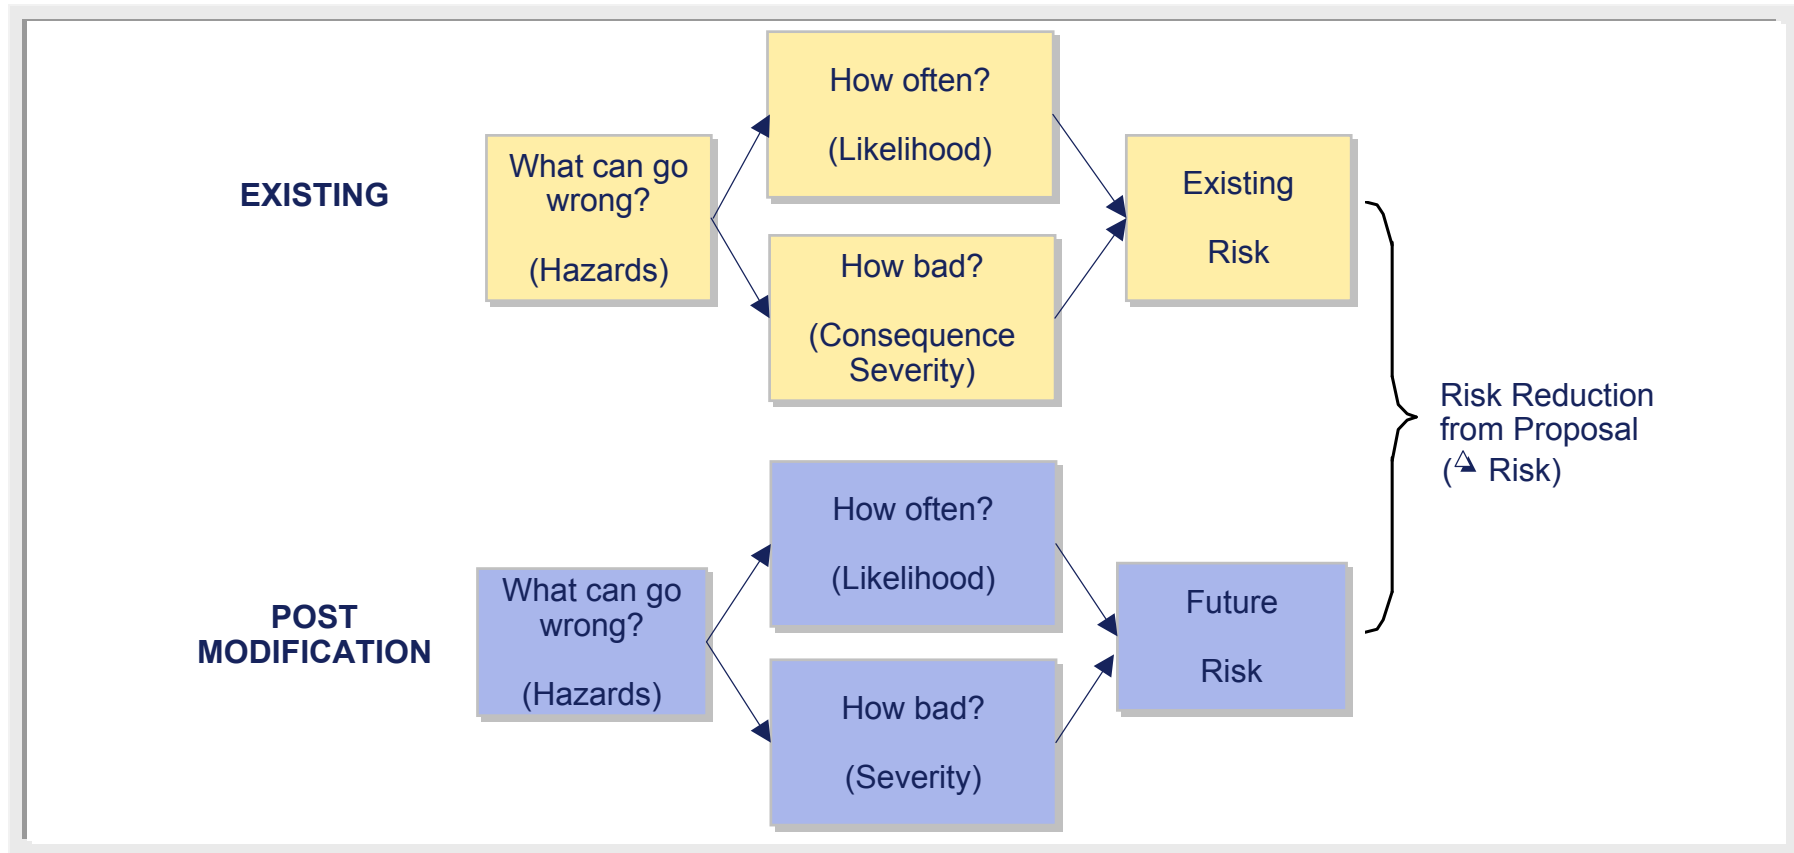 EXISTING
What can go
wrong?
(Hazards)
How often?
(Likelihood)
How bad?
(Consequence
Severity)
Existing
Risk
Risk Reduction
from Proposal
(△ Risk)
POST
MODIFICATION
What can go
wrong?
(Hazards)
How often?
(Likelihood)
How bad?
(Severity)
Future
Risk